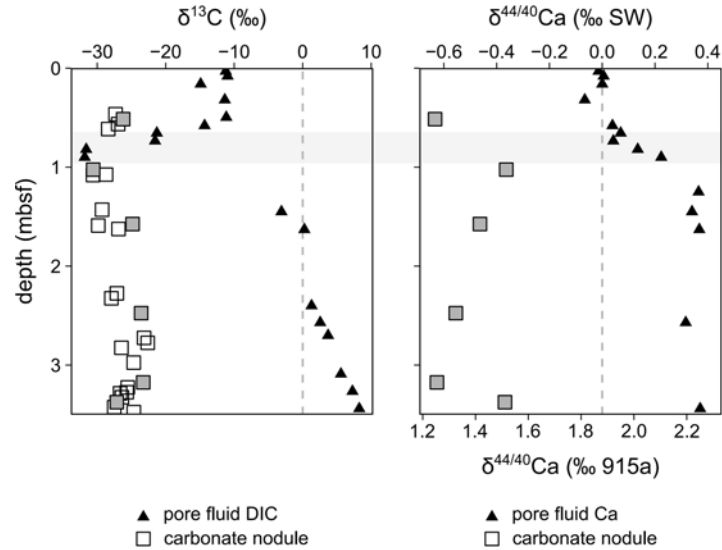 δ¹³C (‰)
−30 −20 −10 0 10
δ⁴⁴/⁴⁰Ca (‰ SW)
−0.6 −0.4 −0.2 0.0 0.2 0.4
depth (mbsf)
0
1
2
3
1.2 1.4 1.6 1.8 2.0 2.2
δ⁴⁴/⁴⁰Ca (‰ 915a)
▲ pore fluid DIC
□ carbonate nodule
▲ pore fluid Ca
□ carbonate nodule